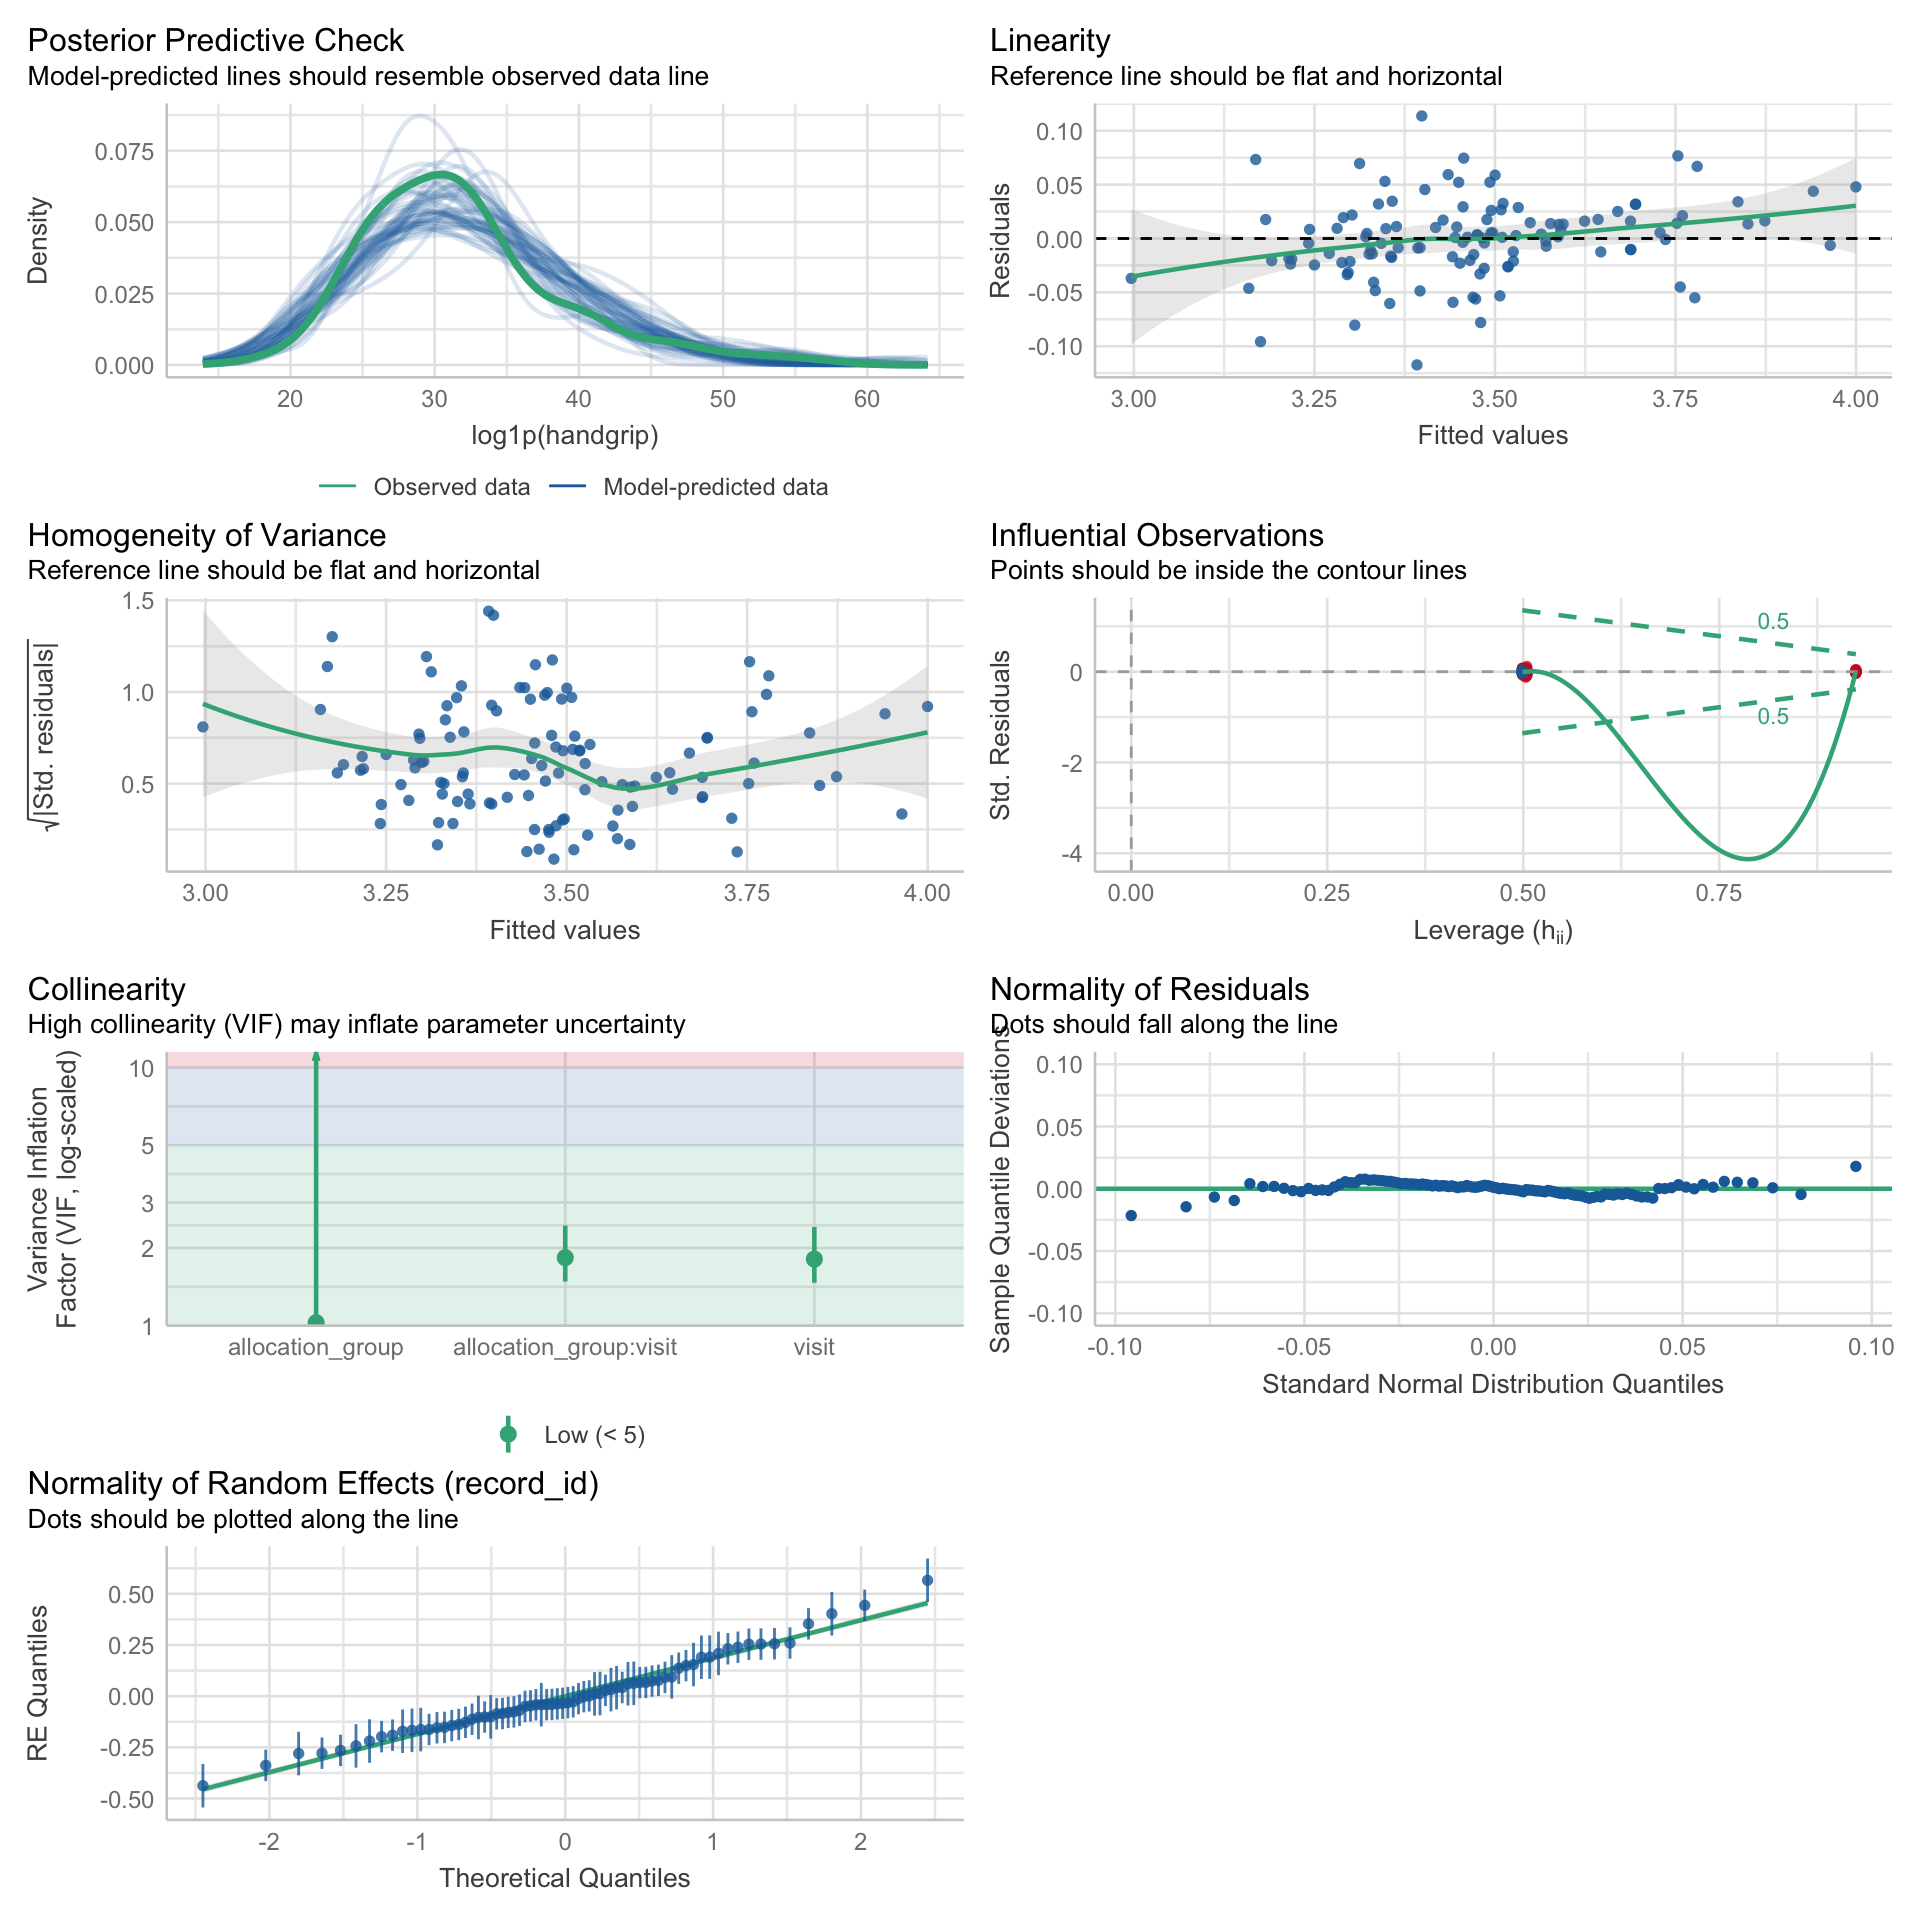 Posterior Predictive Check
Model-predicted lines should resemble observed data line
Density
0.075
0.050
0.025
0.000
20 30 40 50 60
log1p(handgrip)
Observed data Model-predicted data
Linearity
Reference line should be flat and horizontal
Residuals
0.10
0.05
0.00
-0.05
-0.10
3.00 3.25 3.50 3.75 4.00
Fitted values
Homogeneity of Variance
Reference line should be flat and horizontal
√|Std. residuals|
1.5
1.0
0.5
3.00 3.25 3.50 3.75 4.00
Fitted values
Influential Observations
Points should be inside the contour lines
Std. Residuals
0
-2
-4
0.5
0.5
0.00 0.25 0.50 0.75
Leverage (hii)
Collinearity
High collinearity (VIF) may inflate parameter uncertainty
Variance Inflation
Factor (VIF, log-scaled)
10
5
3
2
1
allocation_group allocation_group:visit visit
Low (< 5)
Normality of Residuals
Dots should fall along the line
Sample Quantile Deviations
0.10
0.05
0.00
-0.05
-0.10
-0.10 -0.05 0.00 0.05 0.10
Standard Normal Distribution Quantiles
Normality of Random Effects (record_id)
Dots should be plotted along the line
RE Quantiles
0.50
0.25
0.00
-0.25
-0.50
-2 -1 0 1 2
Theoretical Quantiles